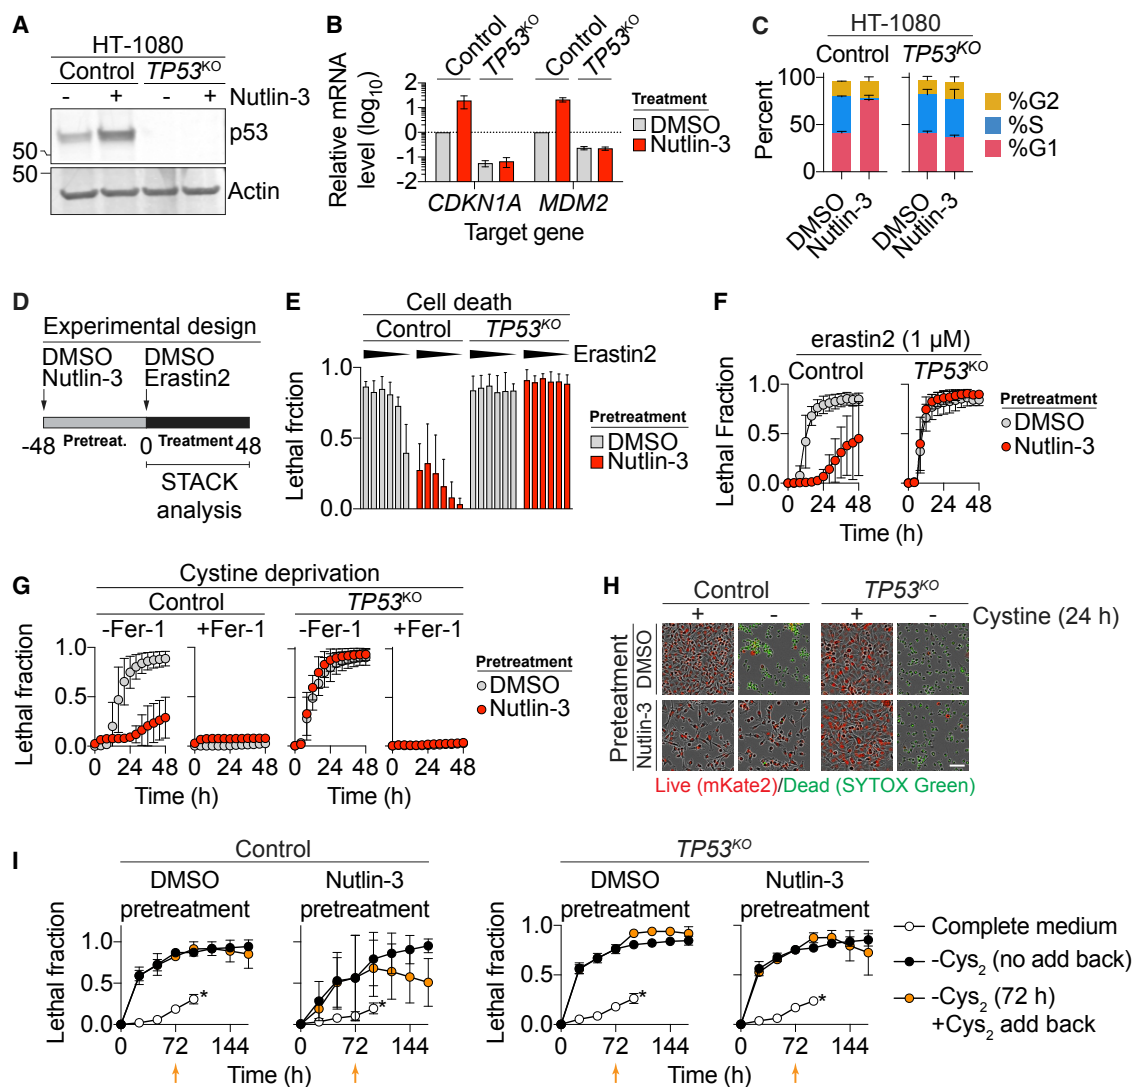 A
HT-1080
Control TP53KO
- + - + Nutlin-3
p53
50
50
Actin
B
Control TP53KO Control TP53KO
Relative mRNA level (log10)
2
1
0
-1
-2
CDKN1A MDM2
Target gene
Treatment
DMSO
Nutlin-3
C
HT-1080
Control TP53KO
Percent
100
50
0
DMSO Nutlin-3 DMSO Nutlin-3
%G2
%S
%G1
D
Experimental design
DMSO DMSO
Nutlin-3 Erastin2
-48 Pretreat. 0 Treatment 48
STACK
analysis
E
Cell death
Control TP53KO
Erastin2
Lethal frction
1.0
0.5
0.0
Pretreatment
DMSO
Nutlin-3
F
erastin2 (1 µM)
Control TP53KO
Lethal Fraction
1.0
0.5
0.0
0 24 48 0 24 48
Time (h)
Pretreatment
DMSO
Nutlin-3
G
Cystine deprivation
Control TP53KO
-Fer-1 +Fer-1 -Fer-1 +Fer-1
Lethal fraction
1.0
0.5
0.0
0 24 48 0 24 48 0 24 48 0 24 48
Time (h) Time (h)
Pretreatment
DMSO
Nutlin-3
H
Control TP53KO
+ - + - Cystine (24 h)
Preteatment
DMSO
Nutlin-3
Live (mKate2)/Dead (SYTOX Green)
I
Control TP53KO
DMSO pretreatment
Nutlin-3 pretreatment
DMSO pretreatment
Nutlin-3 pretreatment
Lethal fraction
1.0
0.5
0.0
* *
0 72 144 0 72 144
Time (h)
Lethal fraction
1.0
0.5
0.0
* *
0 72 144 0 72 144
Time (h)
Complete medium
-Cys2 (no add back)
-Cys2 (72 h)
+Cys2 add back